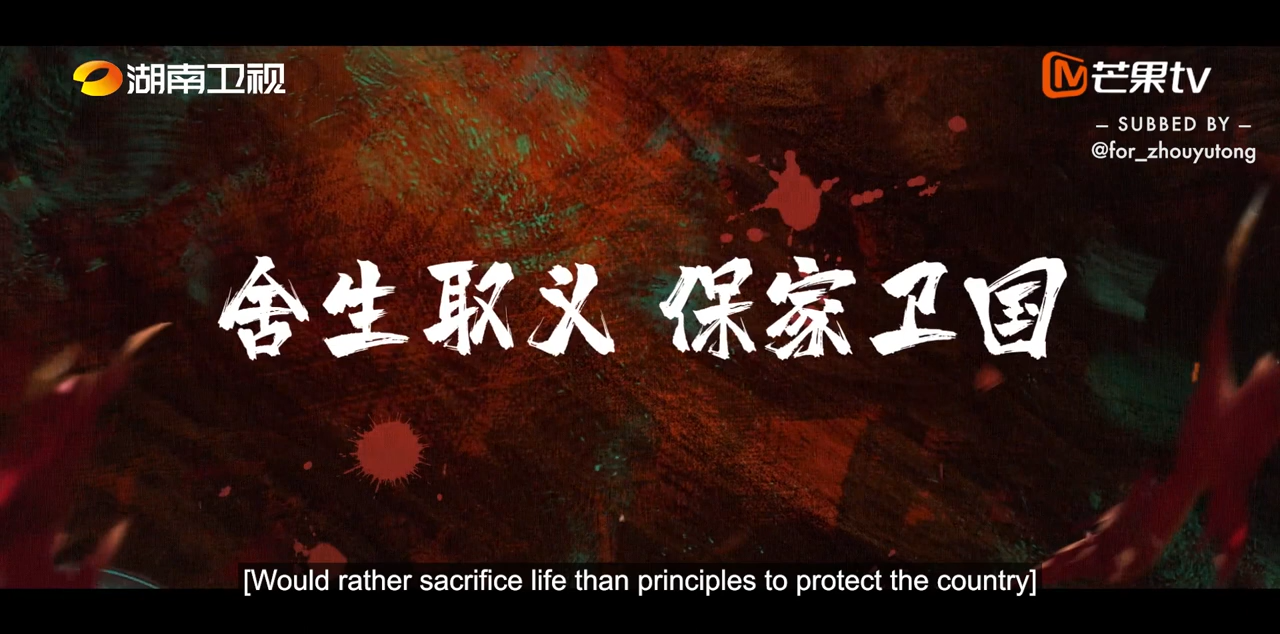 湖南卫视
芒果tv
– SUBBED BY –
@for_zhouyutong
舍生取义 保家卫国
[Would rather sacrifice life than principles to protect the country]